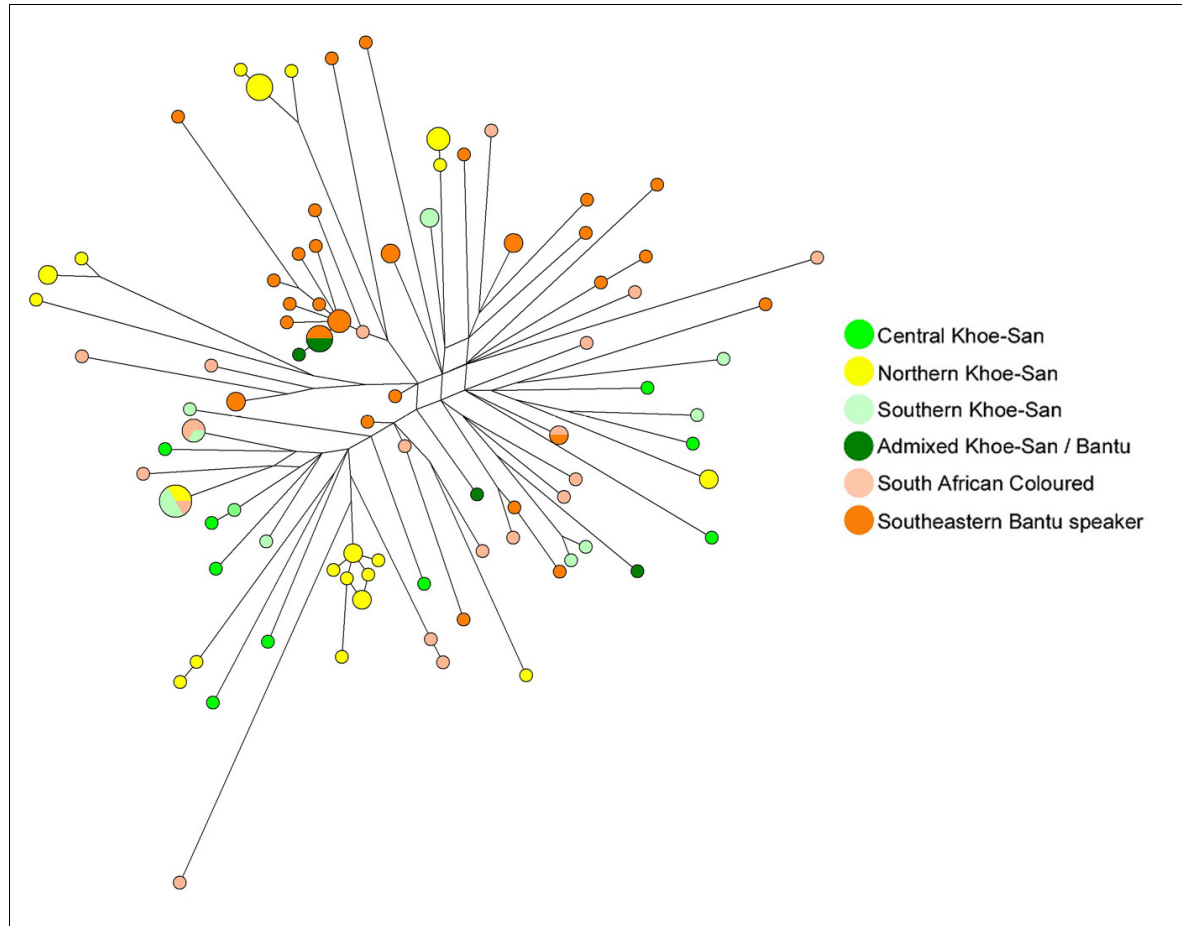 Central Khoe-San
Northern Khoe-San
Southern Khoe-San
Admixed Khoe-San / Bantu
South African Coloured
Southeastern Bantu speaker